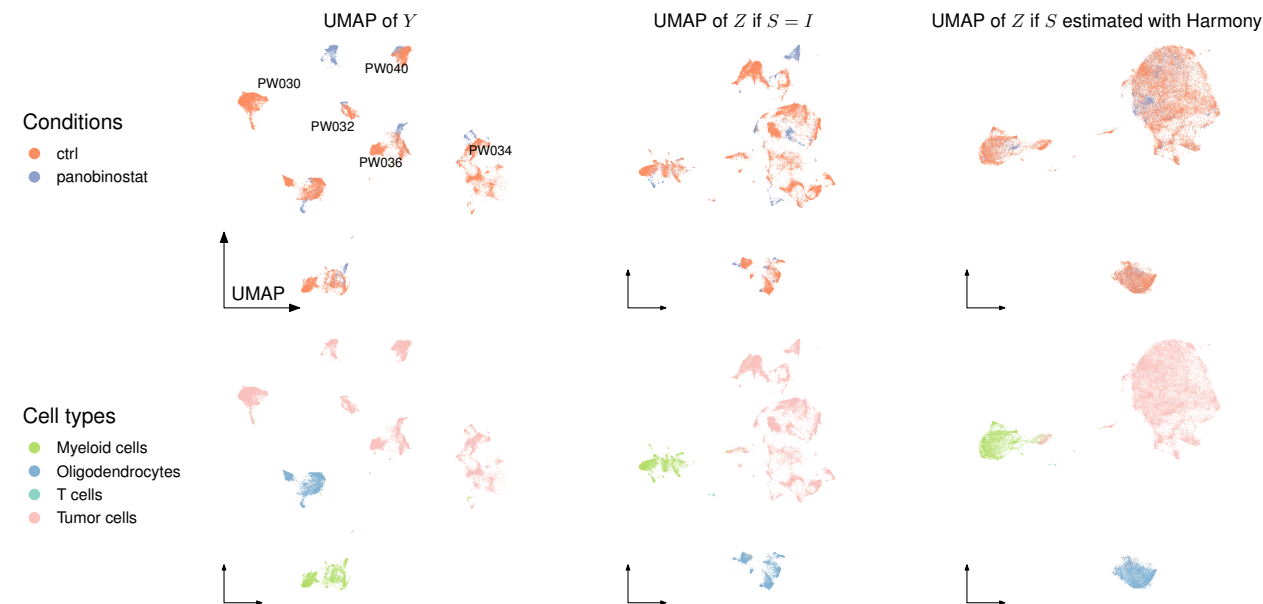 UMAP of Y
UMAP of Z if S = I
UMAP of Z if S estimated with Harmony
PW040
PW030
PW032
PW036
PW034
Conditions
ctrl
panobinostat
UMAP
Cell types
Myeloid cells
Oligodendrocytes
T cells
Tumor cells